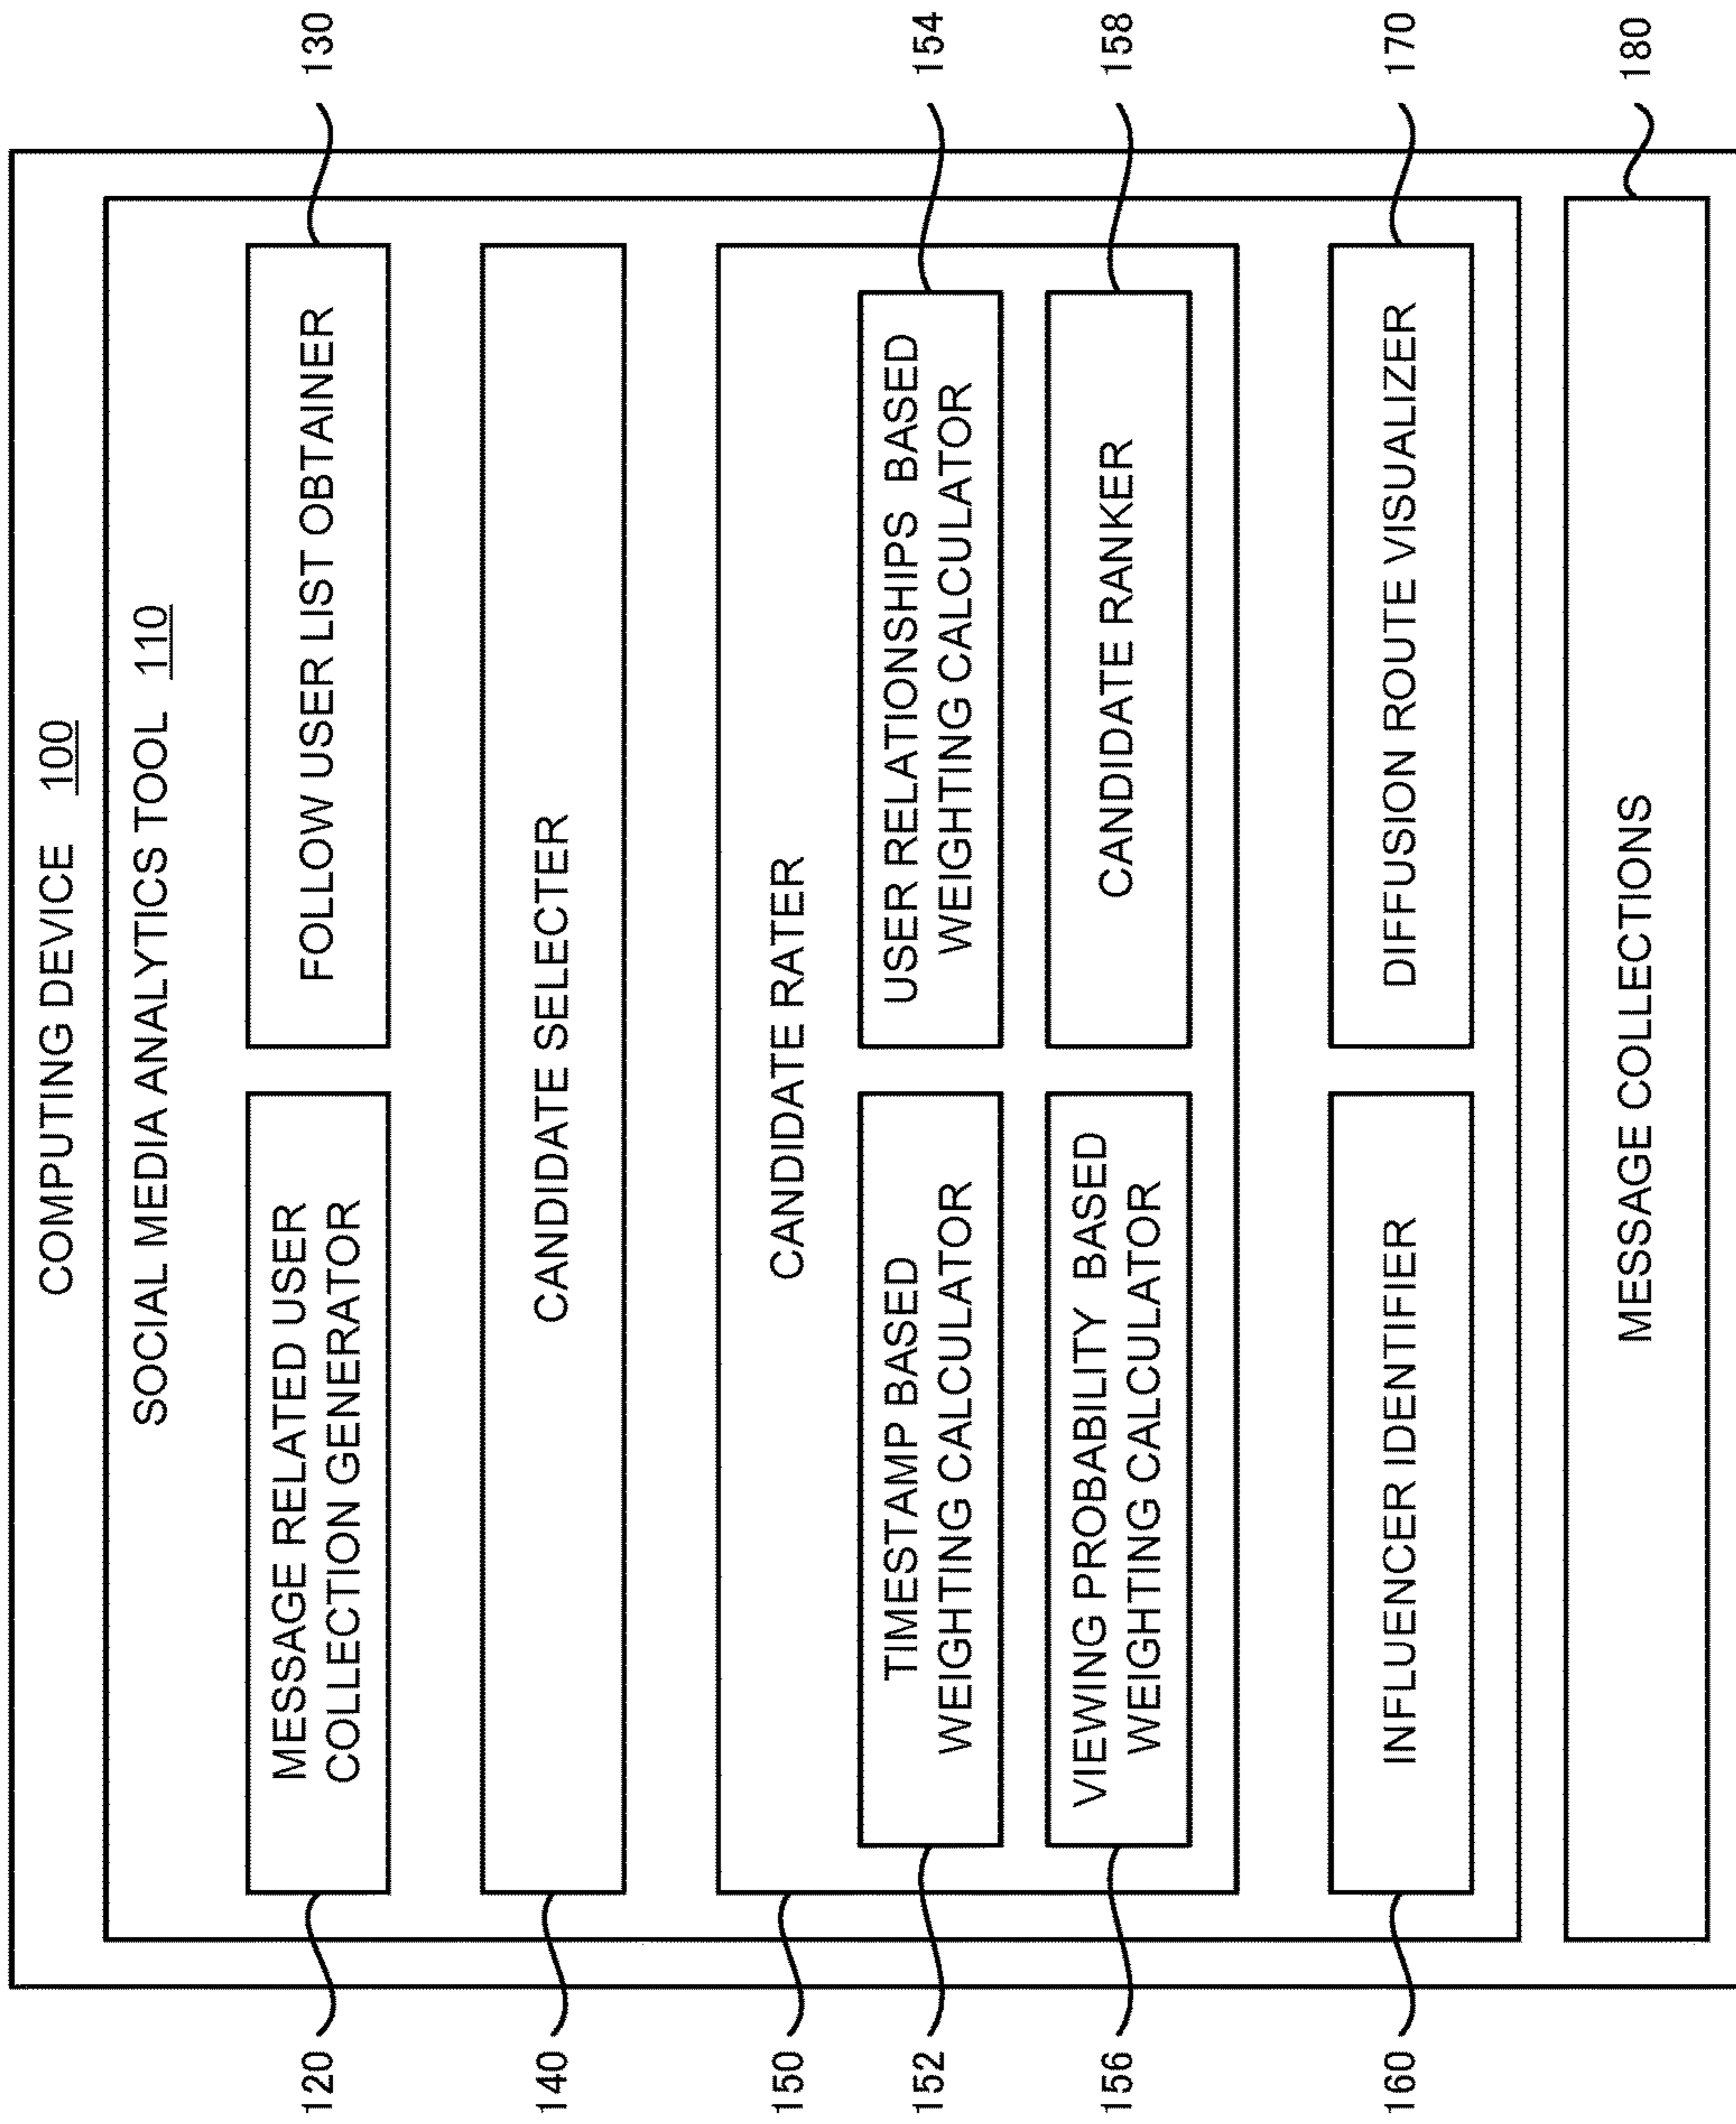 COMPUTING DEVICE 100
SOCIAL MEDIA ANALYTICS TOOL 110
120
MESSAGE RELATED USER
COLLECTION GENERATOR
FOLLOW USER LIST OBTAINER
130
140
CANDIDATE SELECTER
150
CANDIDATE RATER
152
TIMESTAMP BASED
WEIGHTING CALCULATOR
USER RELATIONSHIPS BASED
WEIGHTING CALCULATOR
154
156
VIEWING PROBABILITY BASED
WEIGHTING CALCULATOR
CANDIDATE RANKER
158
160
INFLUENCER IDENTIFIER
DIFFUSION ROUTE VISUALIZER
170
MESSAGE COLLECTIONS
180